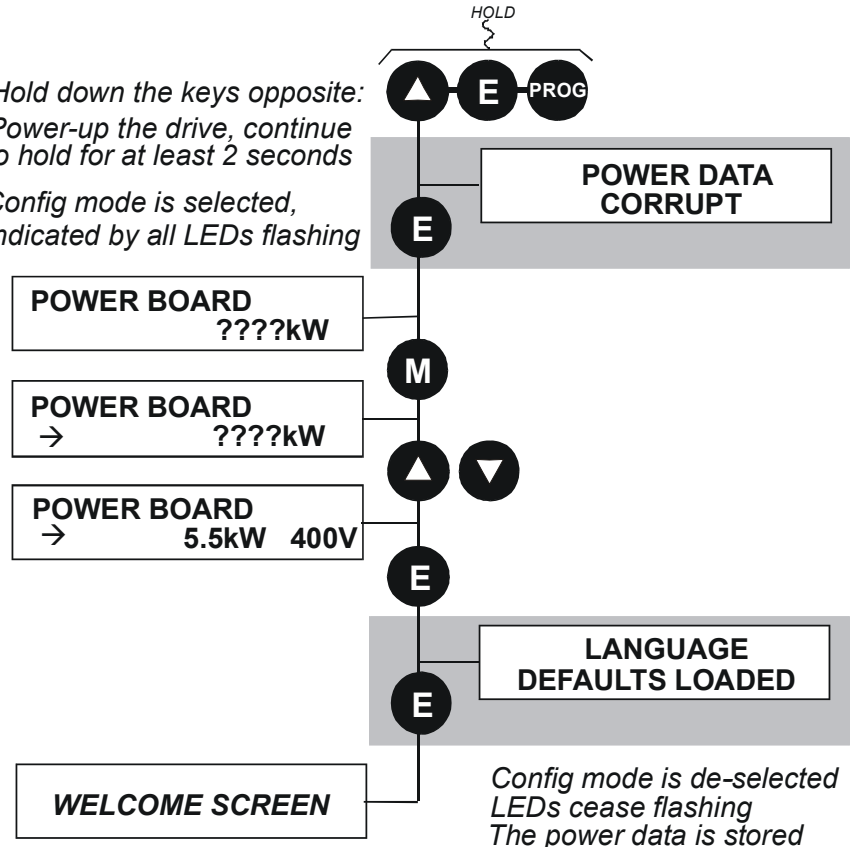 HOLD
Hold down the keys opposite:
E PROG
Power-up the drive, continue
to hold for at least 2 seconds
POWER DATA
CORRUPT
Config mode is selected,
indicated by all LEDs flashing
E
POWER BOARD
????kW
M
POWER BOARD
→ ????kW
POWER BOARD
→ 5.5kW 400V
E
LANGUAGE
DEFAULTS LOADED
E
WELCOME SCREEN
Config mode is de-selected
LEDs cease flashing
The power data is stored